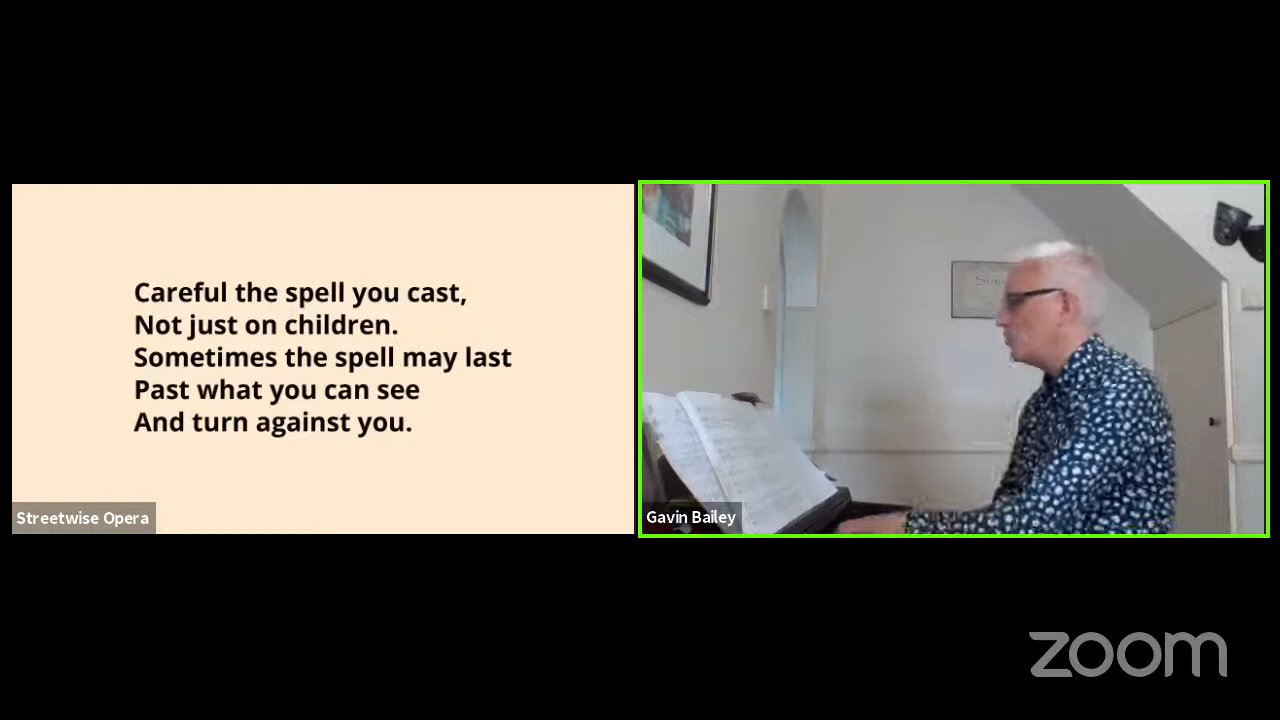 Careful the spell you cast,
Not just on children.
Sometimes the spell may last
Past what you can see
And turn against you.
Streetwise Opera
Gavin Bailey
zoom